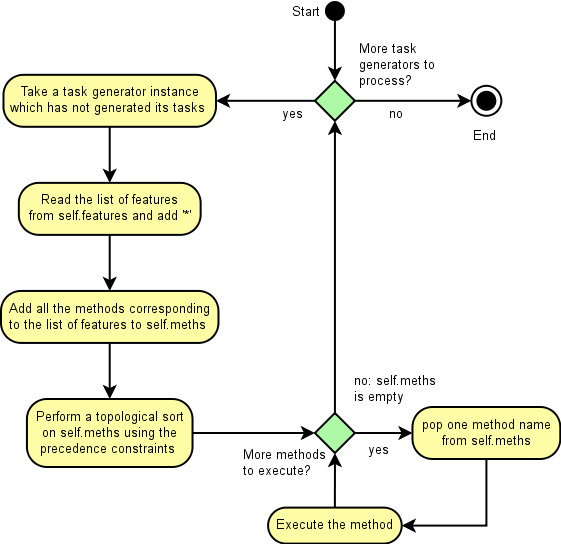 Start
More task
generators to
process?
Take a task generator instance
which has not generated its tasks
yes
no
End
Read the list of features
from self.features and add '*'
Add all the methods corresponding
to the list of features to self.meths
no: self.meths
is empty
Perform a topological sort
on self.meths using the
precedence constraints
More methods
to execute?
yes
pop one method name
from self.meths
Execute the method